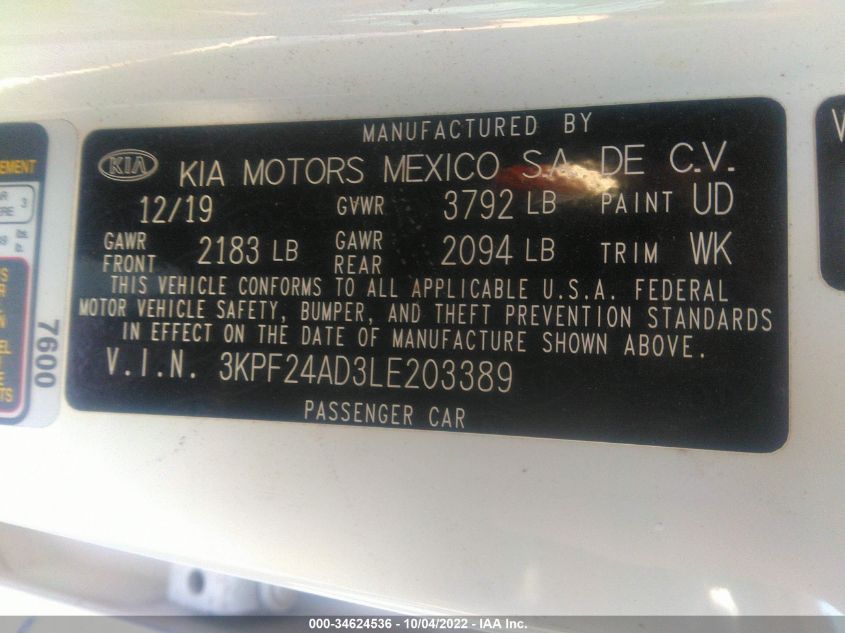 MANUFACTURED BY
KIA KIA MOTORS MEXICO S.A. DE C.V.
12/19 GVWR 3792 LB PAINT UD
GAWR FRONT 2183 LB GAWR REAR 2094 LB TRIM WK
THIS VEHICLE CONFORMS TO ALL APPLICABLE U.S.A. FEDERAL
MOTOR VEHICLE SAFETY, BUMPER, AND THEFT PREVENTION STANDARDS
IN EFFECT ON THE DATE OF MANUFACTURE SHOWN ABOVE.
V.I.N. 3KPF24AD3LE203389
PASSENGER CAR
7600
000-34624536 - 10/04/2022 - IAA Inc.